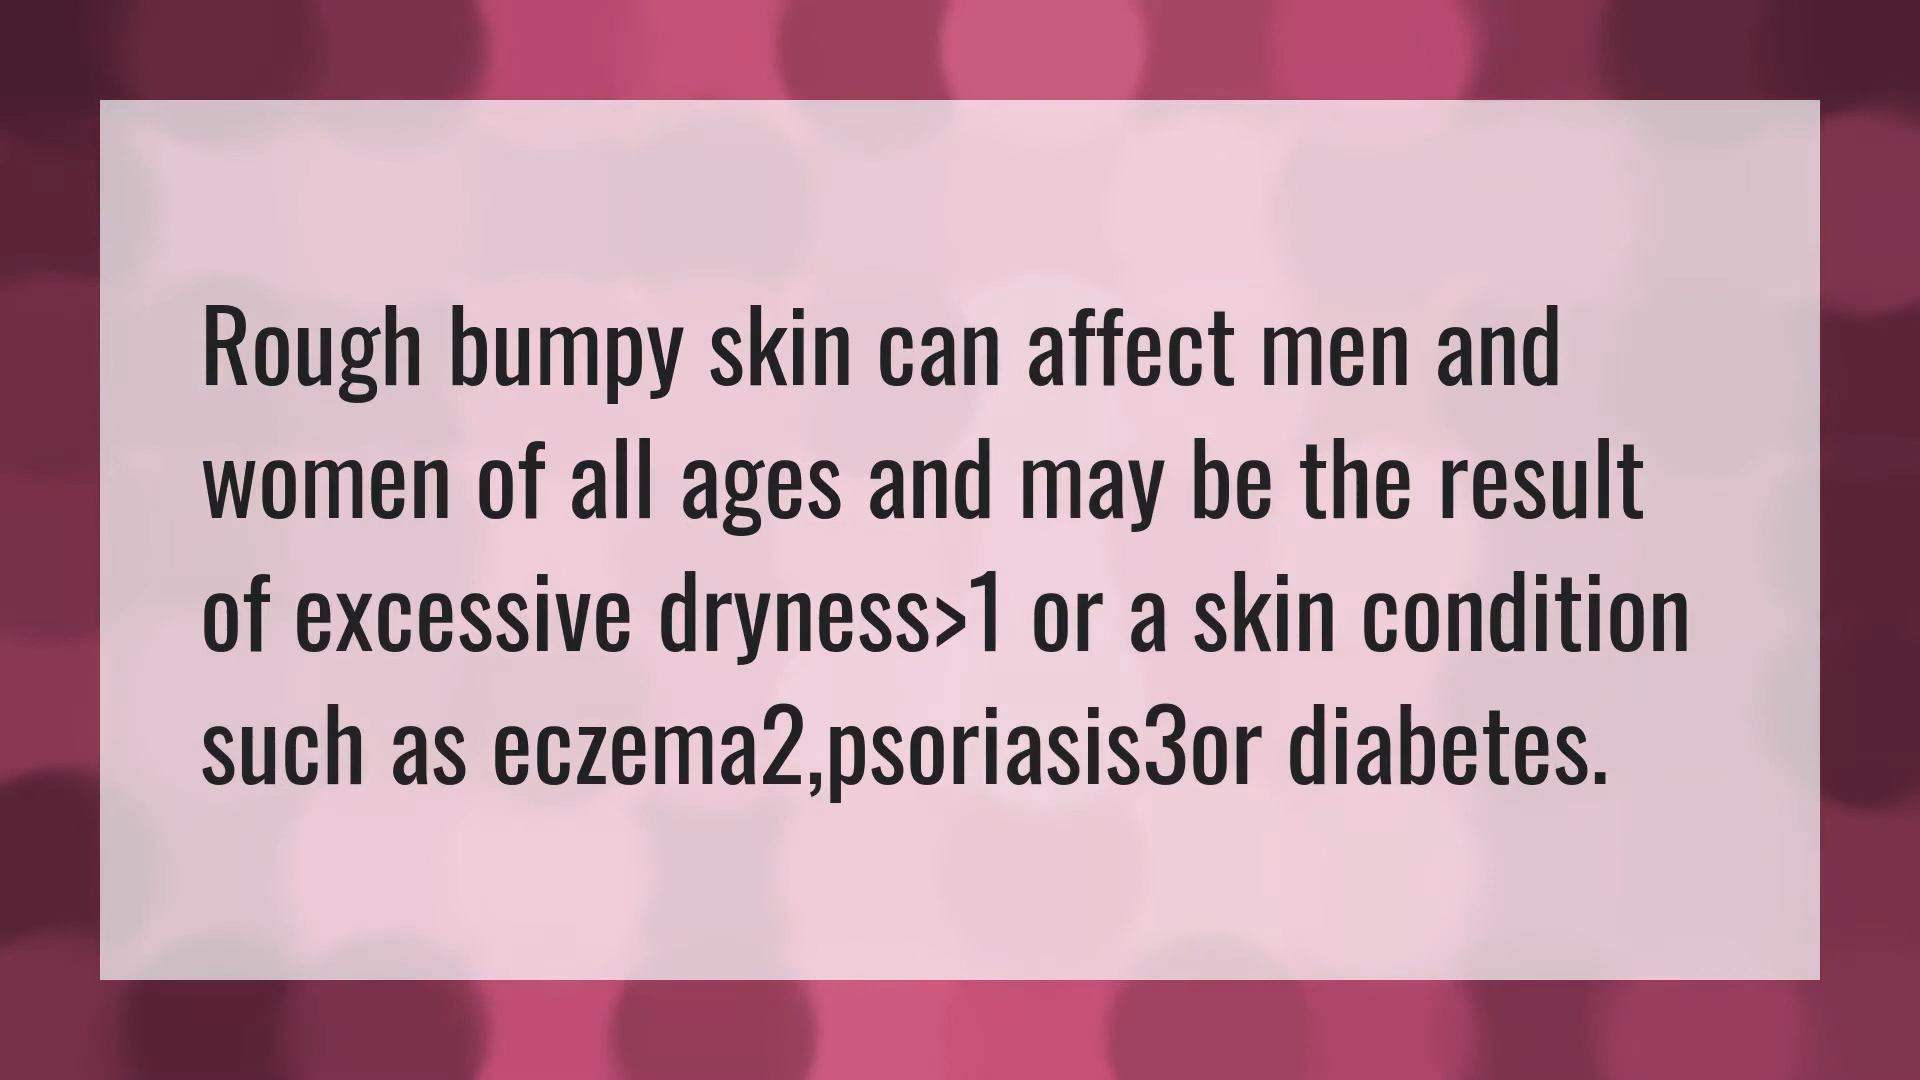 Rough bumpy skin can affect men and
women of all ages and may be the result
of excessive dryness>1 or a skin condition
such as eczema2,psoriasis3or diabetes.